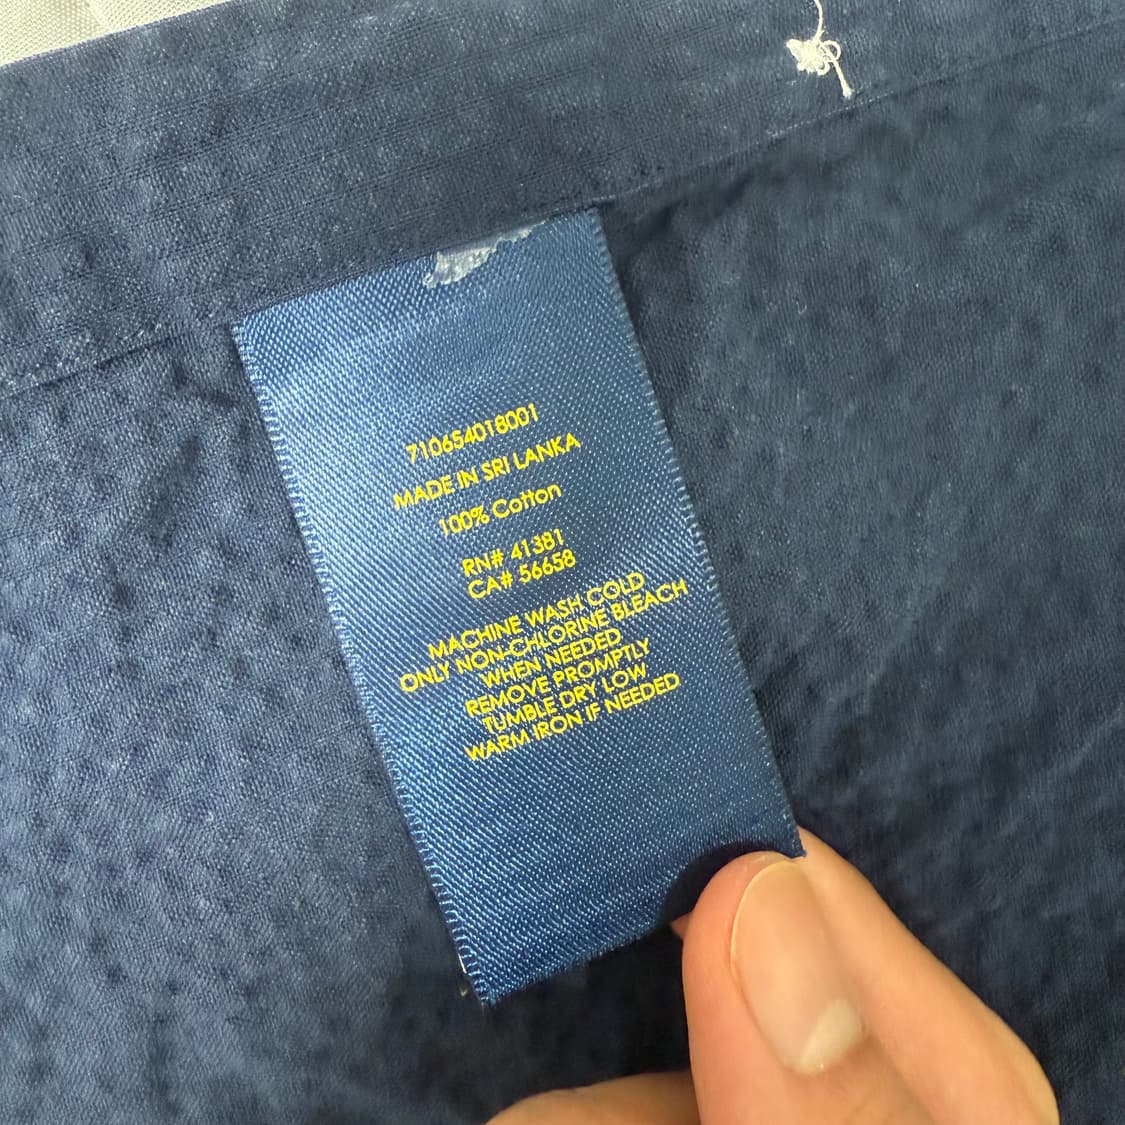 710654018001
MADE IN SRI LANKA
100% Cotton
RN# 41381
CA# 56658
MACHINE WASH COLD
ONLY NON-CHLORINE BLEACH
WHEN NEEDED
REMOVE PROMPTLY
TUMBLE DRY LOW
WARM IRON IF NEEDED